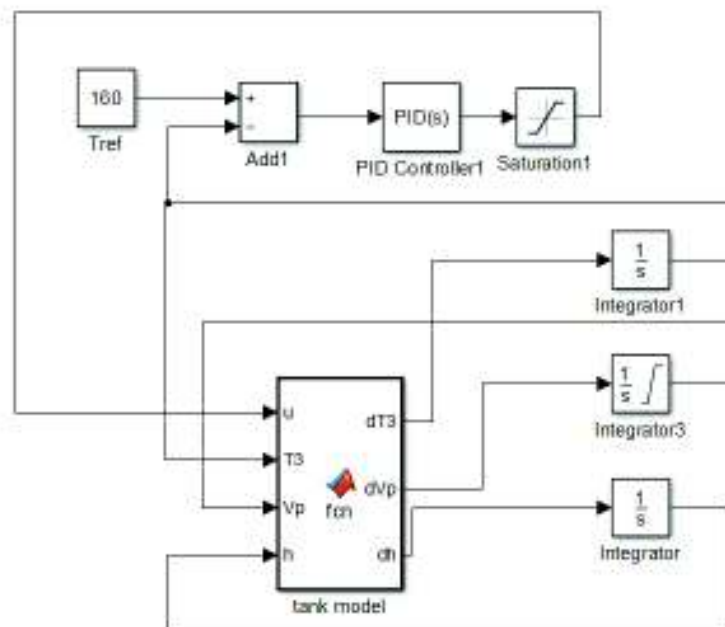 160
Tref
+
−
Add1
PID(s)
PID Controller1
Saturation1
1
s
Integrator1
u
T3
Vp
h
dT3
dVp
dh
fcn
tank model
1
s
Integrator3
1
s
Integrator